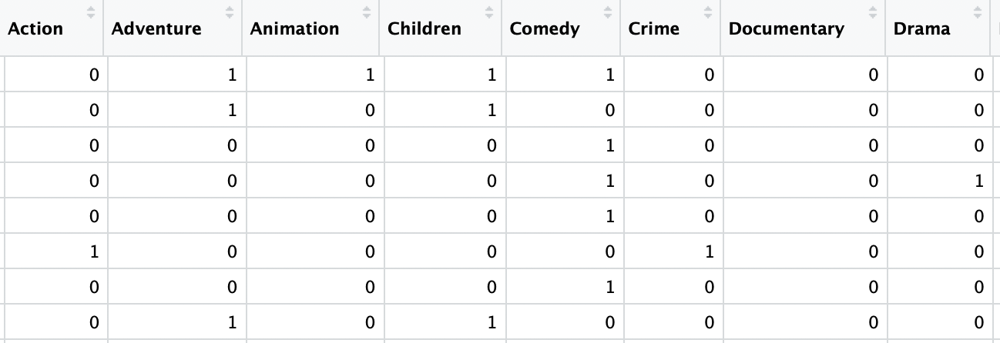 Action Adventure Animation Children Comedy Crime Documentary Drama
0 1 1 1 1 0 0 0
0 1 0 1 0 0 0 0
0 0 0 0 1 0 0 0
0 0 0 0 1 0 0 1
0 0 0 0 1 0 0 0
1 0 0 0 0 1 0 0
0 0 0 0 1 0 0 0
0 1 0 1 0 0 0 0